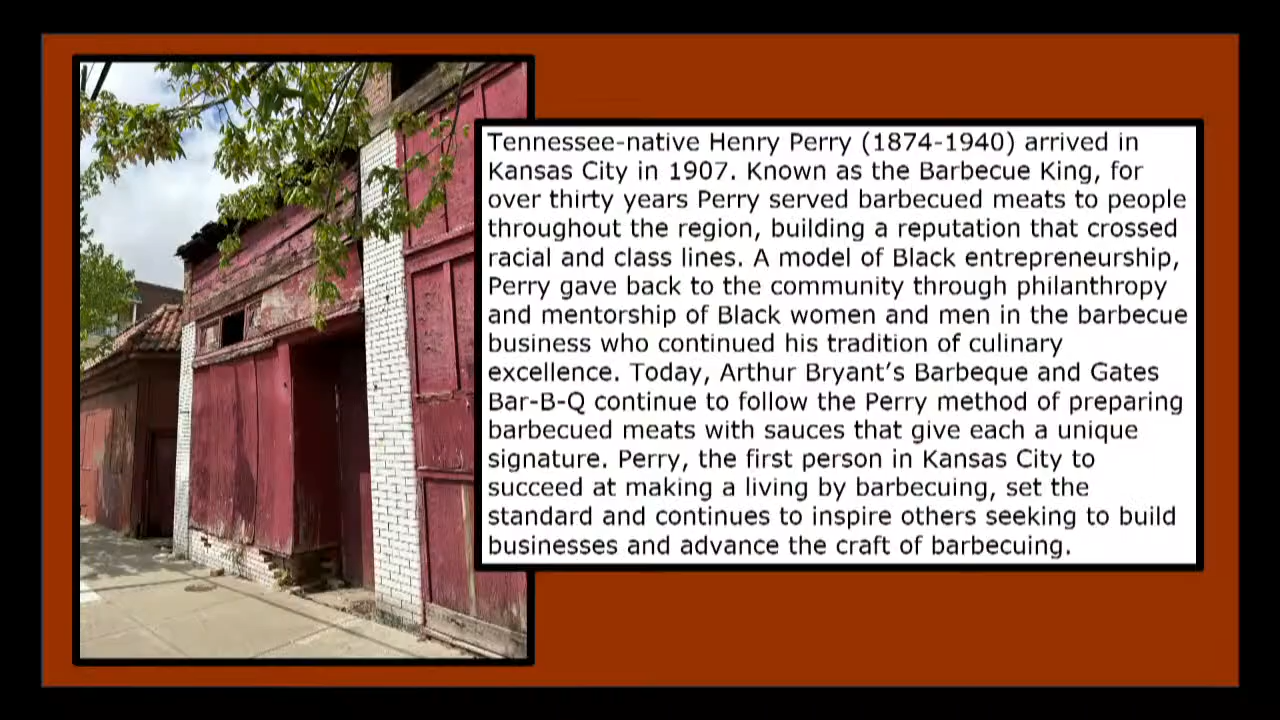 Tennessee-native Henry Perry (1874-1940) arrived in
Kansas City in 1907. Known as the Barbecue King, for
over thirty years Perry served barbecued meats to people
throughout the region, building a reputation that crossed
racial and class lines. A model of Black entrepreneurship,
Perry gave back to the community through philanthropy
and mentorship of Black women and men in the barbecue
business who continued his tradition of culinary
excellence. Today, Arthur Bryant’s Barbeque and Gates
Bar-B-Q continue to follow the Perry method of preparing
barbecued meats with sauces that give each a unique
signature. Perry, the first person in Kansas City to
succeed at making a living by barbecuing, set the
standard and continues to inspire others seeking to build
businesses and advance the craft of barbecuing.